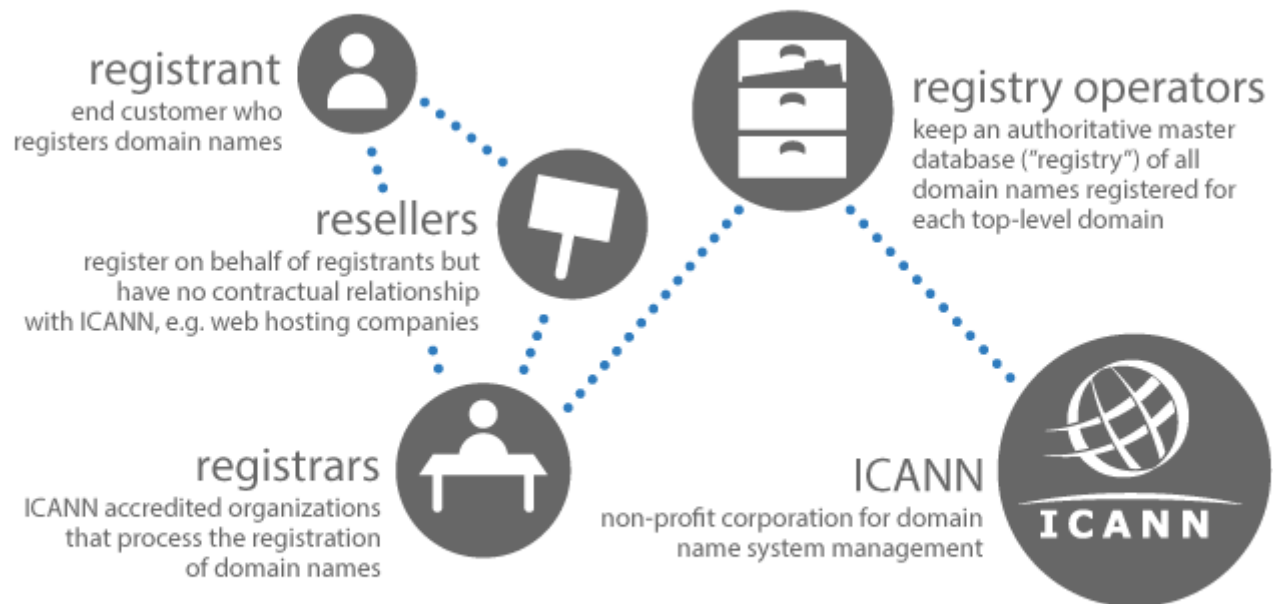 registrant
end customer who
registers domain names
resellers
register on behalf of registrants but
have no contractual relationship
with ICANN, e.g. web hosting companies
registrars
ICANN accredited organizations
that process the registration
of domain names
registry operators
keep an authoritative master
database ("registry") of all
domain names registered for
each top-level domain
ICANN
non-profit corporation for domain
name system management
ICANN